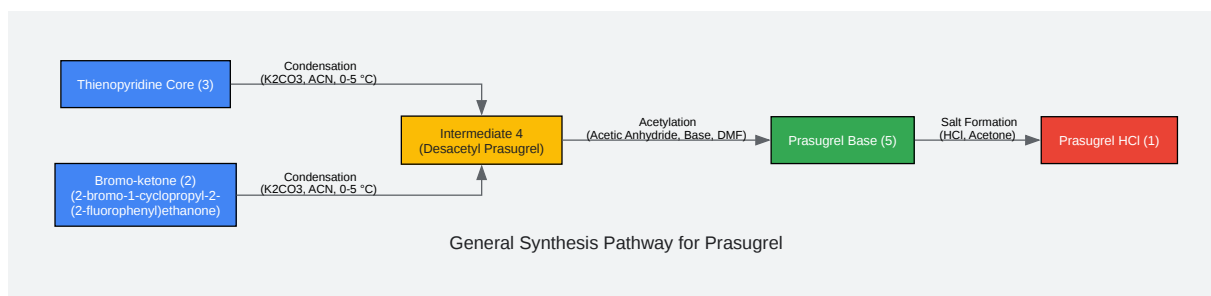 Condensation
(K2CO3, ACN, 0-5 °C)
Thienopyridine Core (3)
Intermediate 4
(Desacetyl Prasugrel)
Acetylation
(Acetic Anhydride, Base, DMF)
Prasugrel Base (5)
Salt Formation
(HCl, Acetone)
Prasugrel HCl (1)
Bromo-ketone (2)
(2-bromo-1-cyclopropyl-2-
(2-fluorophenyl)ethanone)
Condensation
(K2CO3, ACN, 0-5 °C)
General Synthesis Pathway for Prasugrel